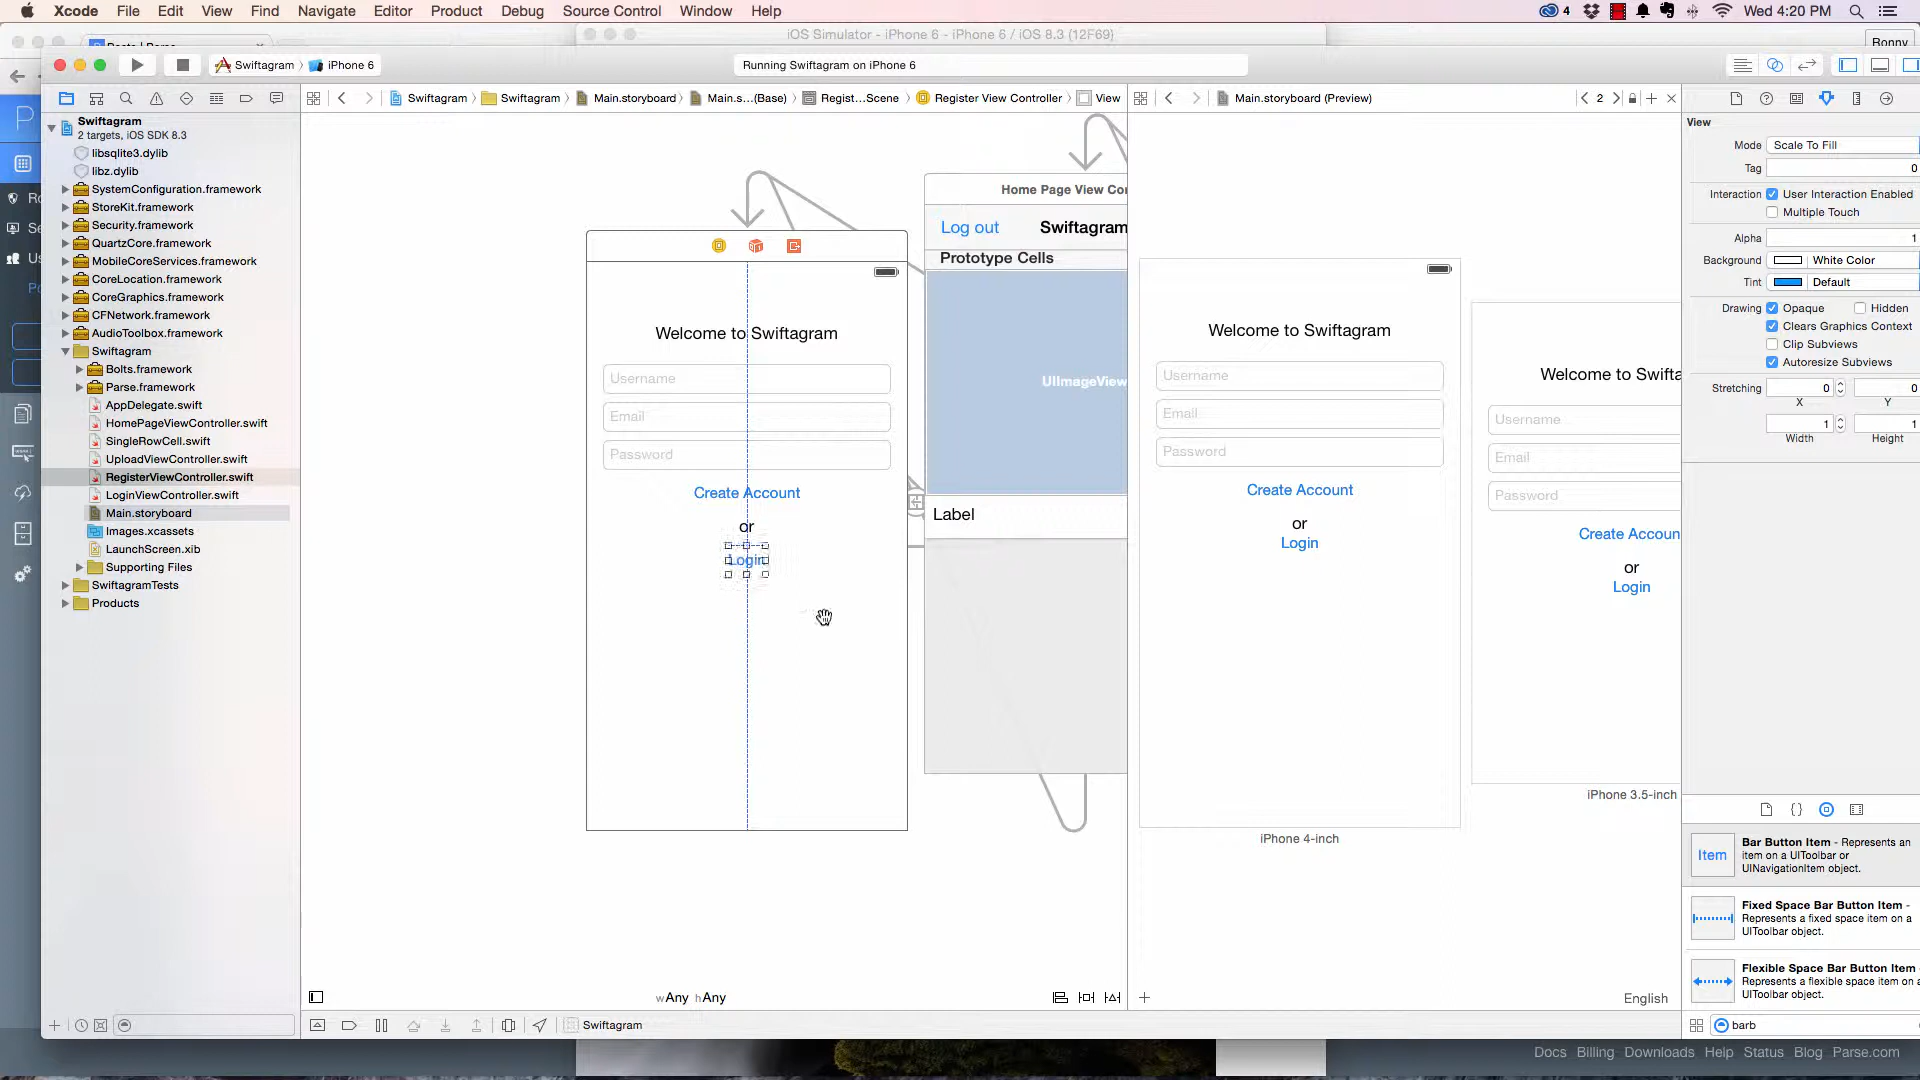 Xcode File Edit View Find Navigate Editor Product Debug Source Control Window Help
4 Wed 4:20 PM
iOS Simulator - iPhone 6 - iPhone 6 / iOS 8.3 (12F69)
Ronny
Swiftagram iPhone 6
Running Swiftagram on iPhone 6
Swiftagram Swiftagram Main.storyboard Main.s...(Base) Regist...Scene Register View Controller View
Main.storyboard (Preview)
2
Swiftagram
2 targets, iOS SDK 8.3
libsqlite3.dylib
libz.dylib
SystemConfiguration.framework
StoreKit.framework
Security.framework
QuartzCore.framework
MobileCoreServices.framework
CoreLocation.framework
CoreGraphics.framework
CFNetwork.framework
AudioToolbox.framework
Swiftagram
Bolts.framework
Parse.framework
AppDelegate.swift
HomePageViewController.swift
SingleRowCell.swift
UploadViewController.swift
RegisterViewController.swift
LoginViewController.swift
Main.storyboard
Images.xcassets
LaunchScreen.xib
Supporting Files
SwiftagramTests
Products
Welcome to Swiftagram
Username
Email
Password
Create Account
or
Login
Home Page View Con
Log out Swiftagram
Prototype Cells
UIImageView
Label
wAny hAny
Welcome to Swiftagram
Username
Email
Password
Create Account
or
Login
iPhone 4-inch
Welcome to Swifta
Username
Email
Password
Create Accoun
or
Login
iPhone 3.5-inch
English
View
Mode Scale To Fill
Tag 0
Interaction User Interaction Enabled
Multiple Touch
Alpha 1
Background White Color
Tint Default
Drawing Opaque Hidden
Clears Graphics Context
Clip Subviews
Autoresize Subviews
Stretching 0 0
X Y
1 1
Width Height
Item
Bar Button Item - Represents an
item on a UIToolbar or
UINavigationItem object.
Fixed Space Bar Button Item -
Represents a fixed space item on a
UIToolbar object.
Flexible Space Bar Button Item -
Represents a flexible space item on a
UIToolbar object.
barb
Swiftagram
Docs Billing Downloads Help Status Blog Parse.com